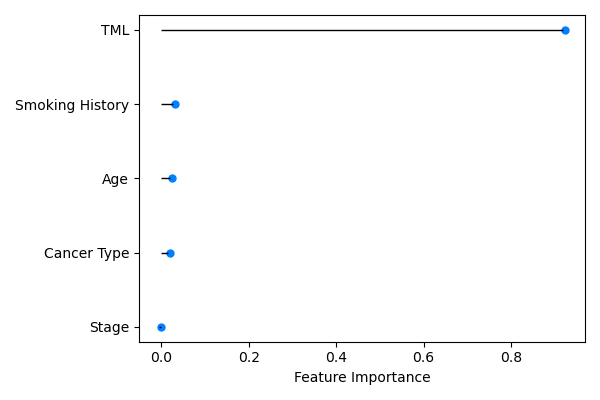 TML
Smoking History
Age
Cancer Type
Stage
0.0 0.2 0.4 0.6 0.8
Feature Importance